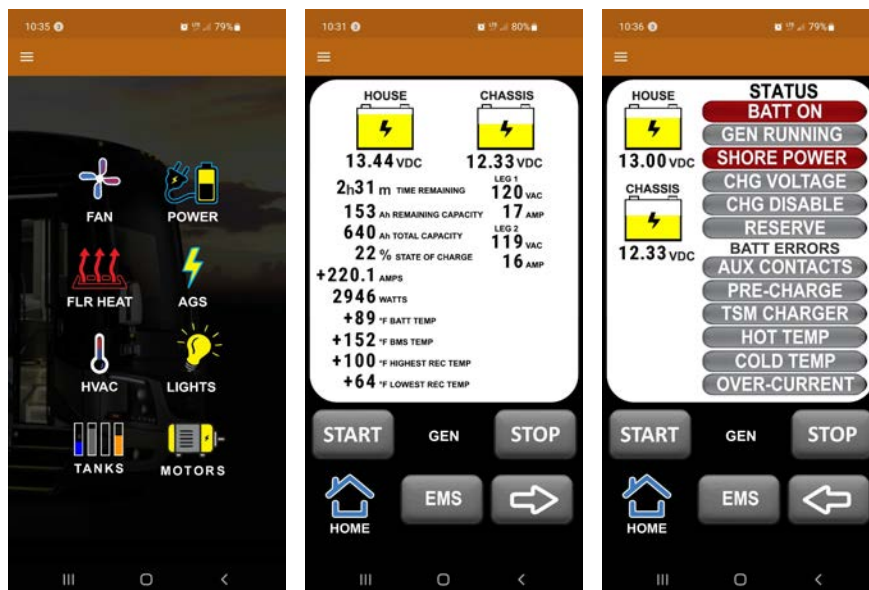 10:35
79%
FAN POWER
FLR HEAT AGS
HVAC LIGHTS
TANKS MOTORS
10:31
80%
HOUSE CHASSIS
13.44 VDC 12.33 VDC
2h31 m TIME REMAINING
153 Ah REMAINING CAPACITY
640 Ah TOTAL CAPACITY
22 % STATE OF CHARGE
+220.1 AMPS
2946 WATTS
+89 °F BATT TEMP
+152 °F BMS TEMP
+100 °F HIGHEST REC TEMP
+64 °F LOWEST REC TEMP
LEG 1
120 VAC
17 AMP
LEG 2
119 VAC
16 AMP
START GEN STOP
HOME EMS
10:36
79%
HOUSE
13.00 VDC
CHASSIS
12.33 VDC
STATUS
BATT ON
GEN RUNNING
SHORE POWER
CHG VOLTAGE
CHG DISABLE
RESERVE
BATT ERRORS
AUX CONTACTS
PRE-CHARGE
TSM CHARGER
HOT TEMP
COLD TEMP
OVER-CURRENT
START GEN STOP
HOME EMS